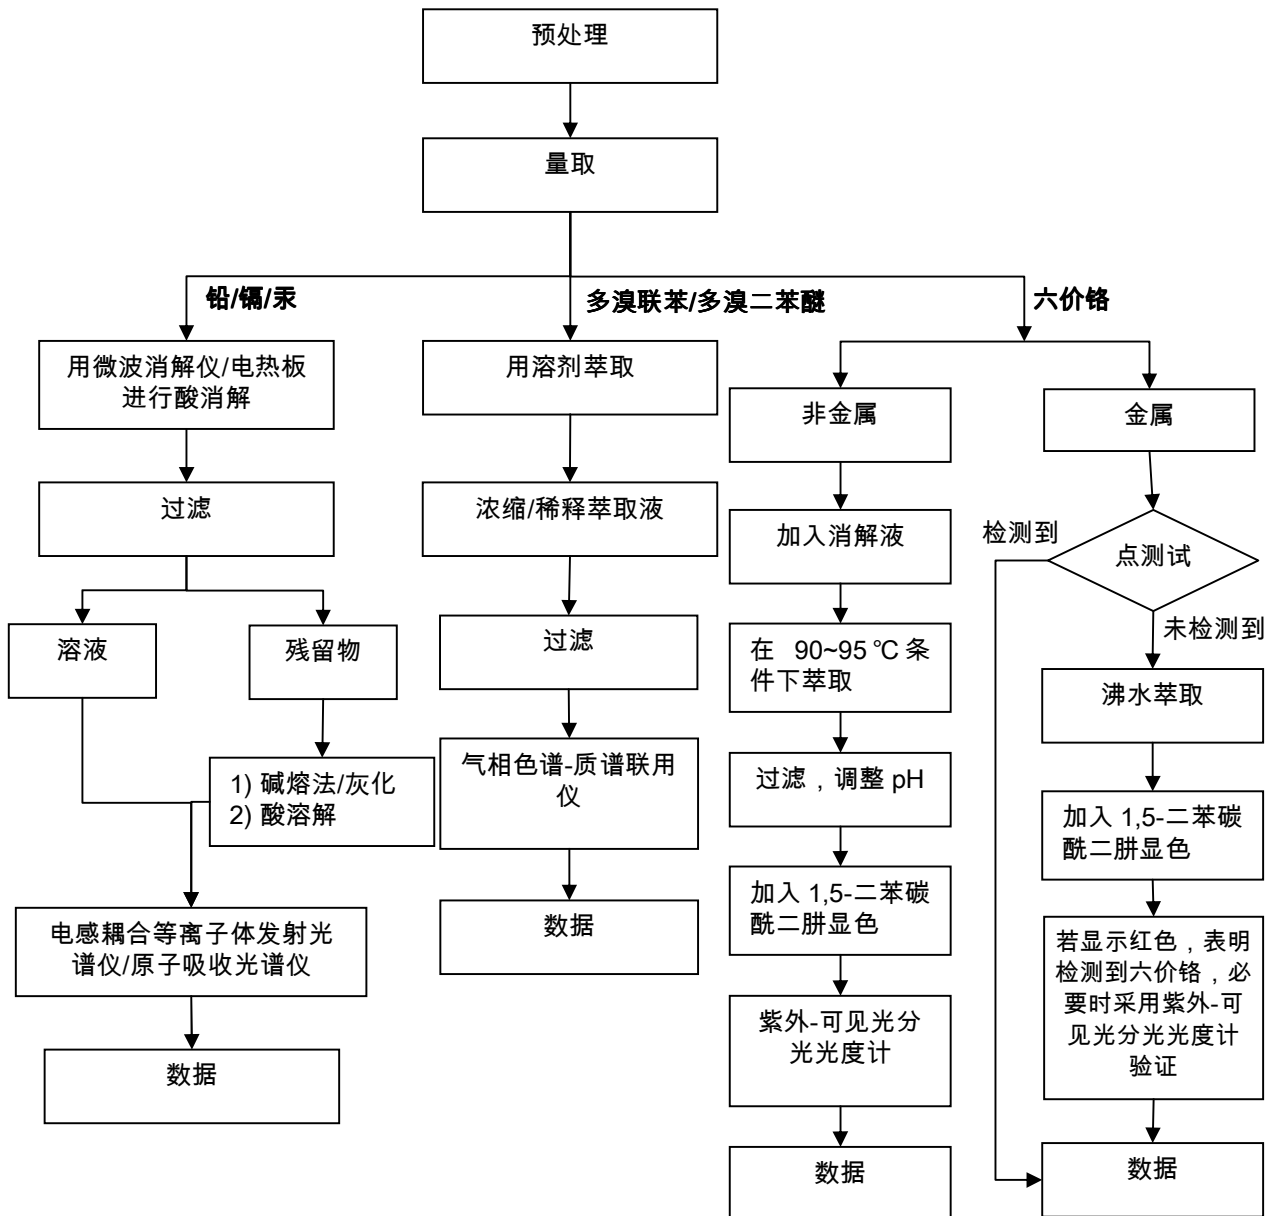 预处理
量取
铅/镉/汞
多溴联苯/多溴二苯醚
六价铬
用微波消解仪/电热板
进行酸消解
过滤
溶液
残留物
1) 碱熔法/灰化
2) 酸溶解
电感耦合等离子体发射光
谱仪/原子吸收光谱仪
数据
用溶剂萃取
浓缩/稀释萃取液
过滤
气相色谱-质谱联用
仪
数据
非金属
加入消解液
在 90~95 ℃ 条
件下萃取
过滤，调整 pH
加入 1,5-二苯碳
酰二肼显色
紫外-可见光分
光光度计
数据
金属
点测试
检测到
未检测到
沸水萃取
加入 1,5-二苯碳
酰二肼显色
若显示红色，表明
检测到六价铬，必
要时采用紫外-可
见光分光光度计
验证
数据